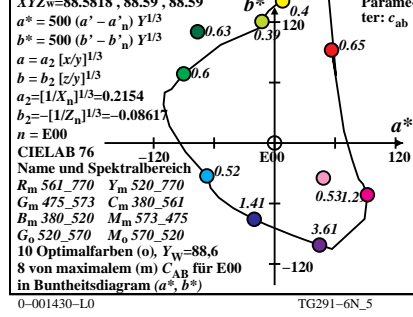 XYZw=88.5818 , 88.59 , 88.59
a* = 500 (a' – a'n) Y1/3
b* = 500 (b' – b'n) Y1/3
a = a2 [x/y]1/3
b = b2 [z/y]1/3
a2=[1/Xn]1/3=0.2154
b2=–[1/Zn]1/3=–0.08617
n = E00
CIELAB 76
Name und Spektralbereich
Rm 561_770 Ym 520_770
Gm 475_573 Cm 380_561
Bm 380_520 Mm 573_475
Go 520_570 Mo 570_520
10 Optimalfarben (o), YW=88,6
8 von maximalem (m) CAB für E00
in Buntheitsdiagram (a*, b*)
Parame-
ter: cab
b*
120
0.4
0.39
0.63
0.65
0.6
a*
–120
E00
120
0.52
0.53
1.2
1.41
3.61
–120
0–001430–L0
TG291–6N_5